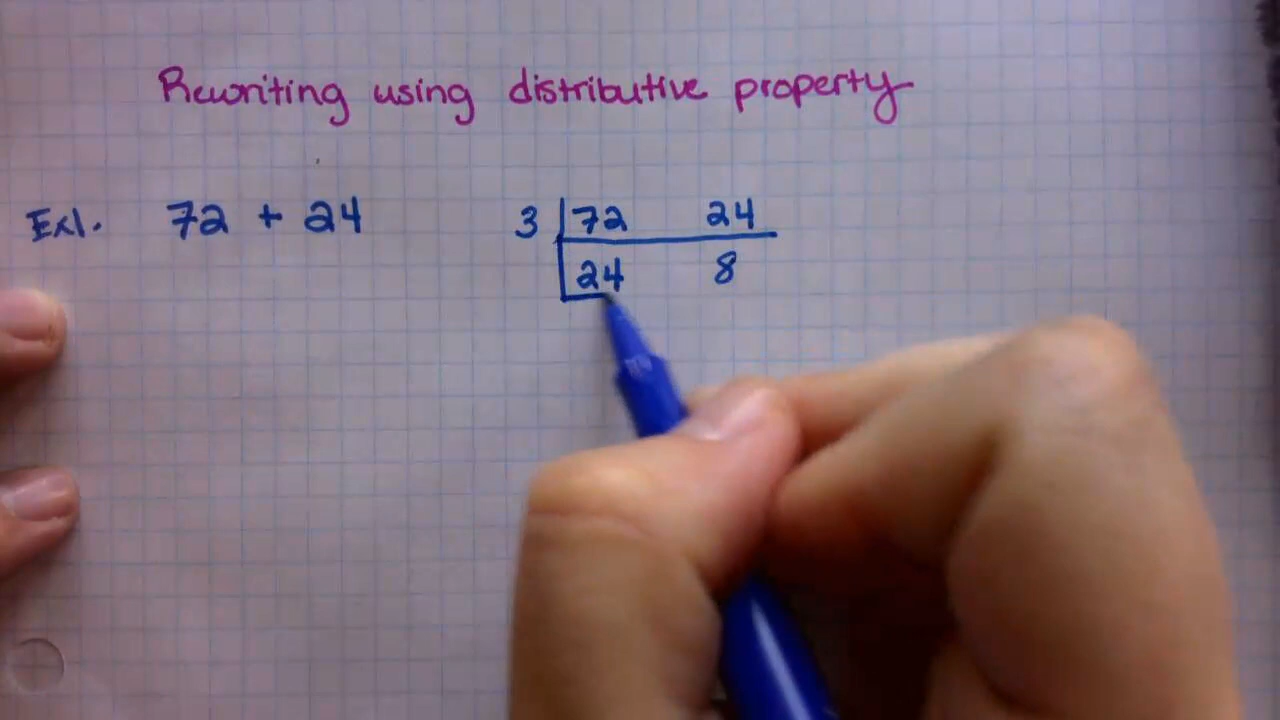 Rewriting using distributive property
Ex1. 72 + 24
3 72 24
24 8